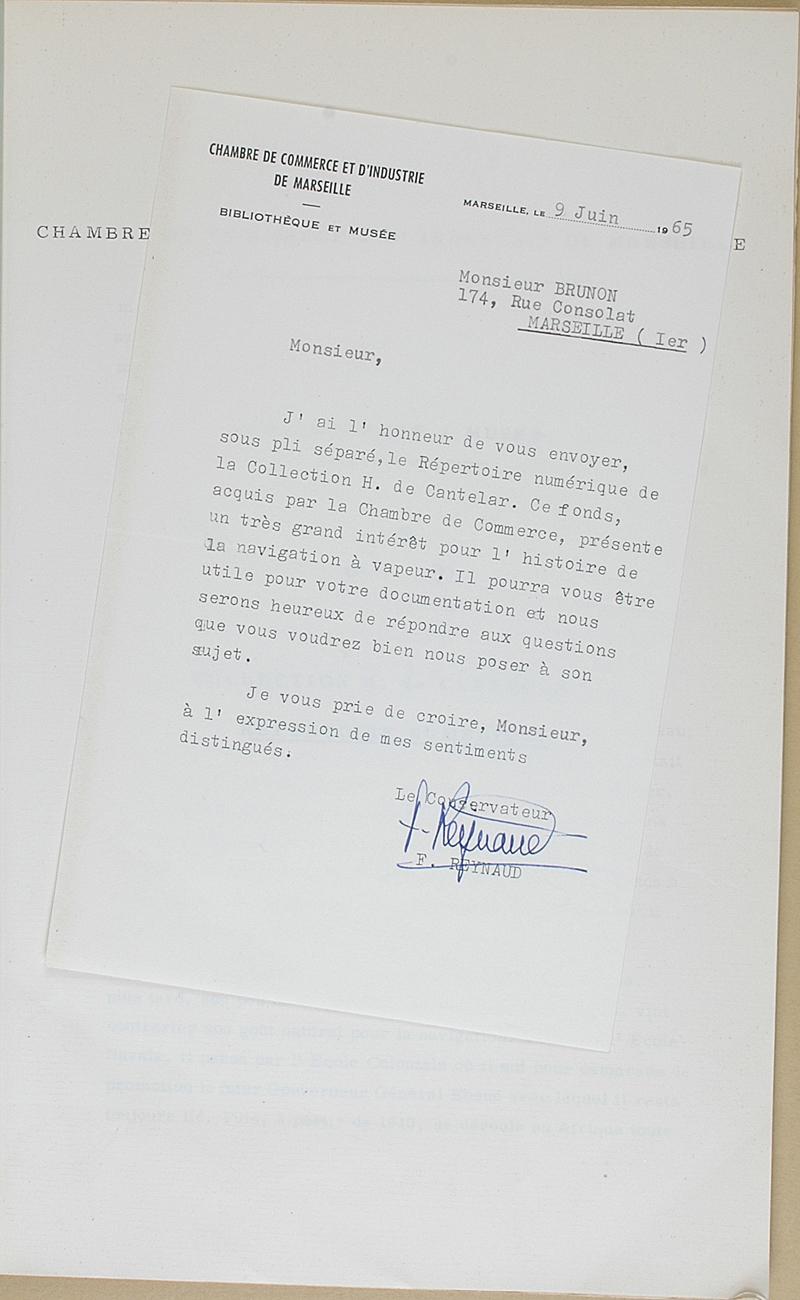 CHAMBRE DE COMMERCE ET D'INDUSTRIE
DE MARSEILLE
BIBLIOTHÈQUE ET MUSÉE
MARSEILLE, LE 9 Juin 1965
CHAMBRE
E
Monsieur BRUNON
174, Rue Consolat
MARSEILLE ( Ier )
Monsieur,
J' ai l' honneur de vous envoyer,
sous pli séparé, le Répertoire numérique de
la Collection H. de Cantelar. Ce fonds,
acquis par la Chambre de Commerce, présente
un très grand intérêt pour l' histoire de
la navigation à vapeur. Il pourra vous être
utile pour votre documentation et nous
serons heureux de répondre aux questions
que vous voudrez bien nous poser à son
sujet.
Je vous prie de croire, Monsieur,
à l' expression de mes sentiments
distingués.
Le Conservateur
F. Reynaud
F. REYNAUD